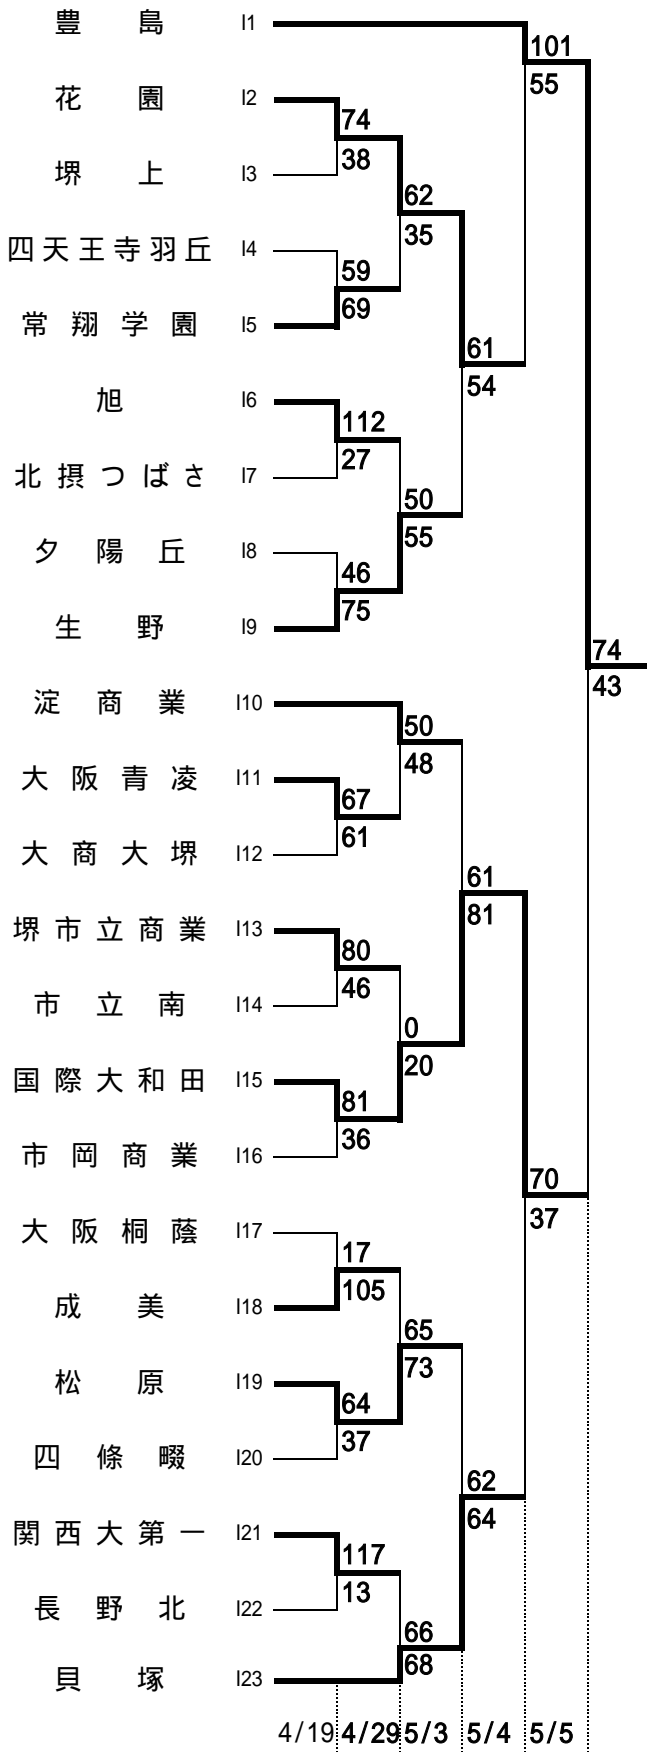 豊島 I1
101
55
花園 I2
74
38
堺上 I3
62
35
四天王寺羽丘 I4
59
69
常翔学園 I5
61
54
旭 I6
112
27
北摂つばさ I7
50
55
夕陽丘 I8
46
75
生野 I9
74
43
淀商業 I10
50
48
大阪青凌 I11
67
61
大商大堺 I12
61
81
堺市立商業 I13
80
46
市立南 I14
0
20
国際大和田 I15
81
36
市岡商業 I16
70
37
大阪桐蔭 I17
17
105
成美 I18
65
73
松原 I19
64
37
四條畷 I20
62
64
関西大第一 I21
117
13
長野北 I22
66
68
貝塚 I23
4/19 4/29 5/3 5/4 5/5